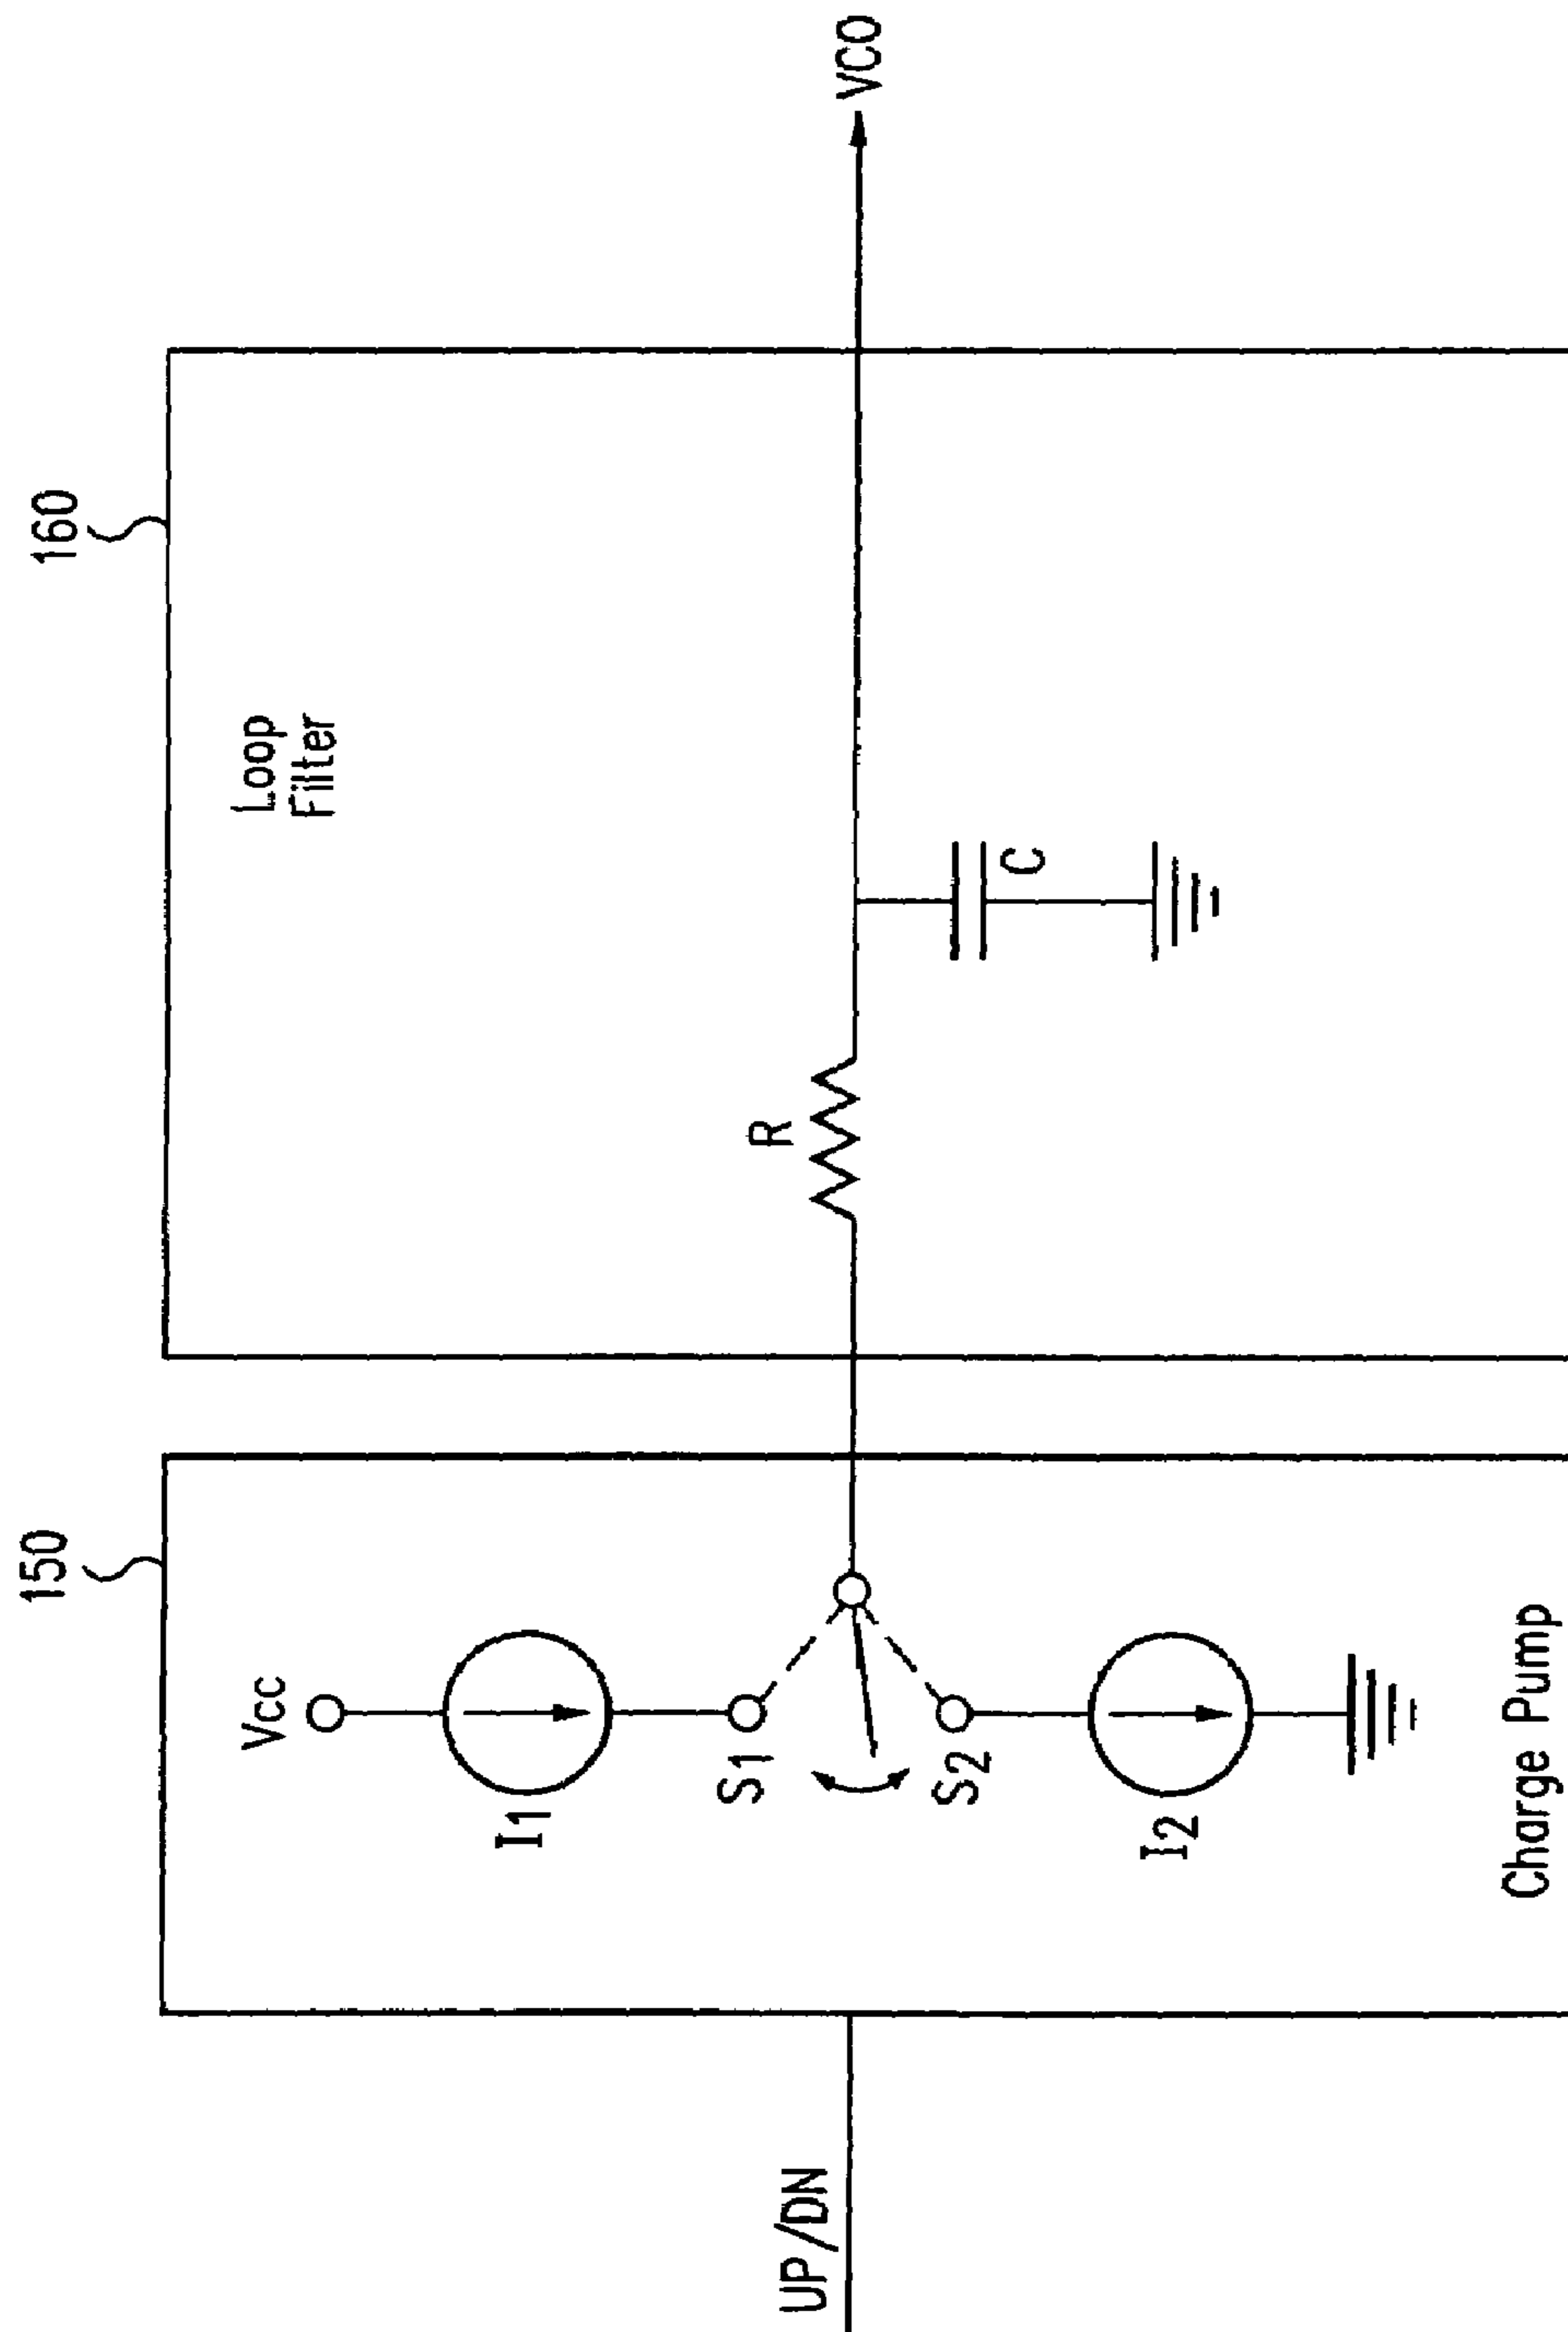 150
160
Vcc
I1
S1
S2
I2
Charge Pump
Loop
Filter
R
C
UP/DN
VCO